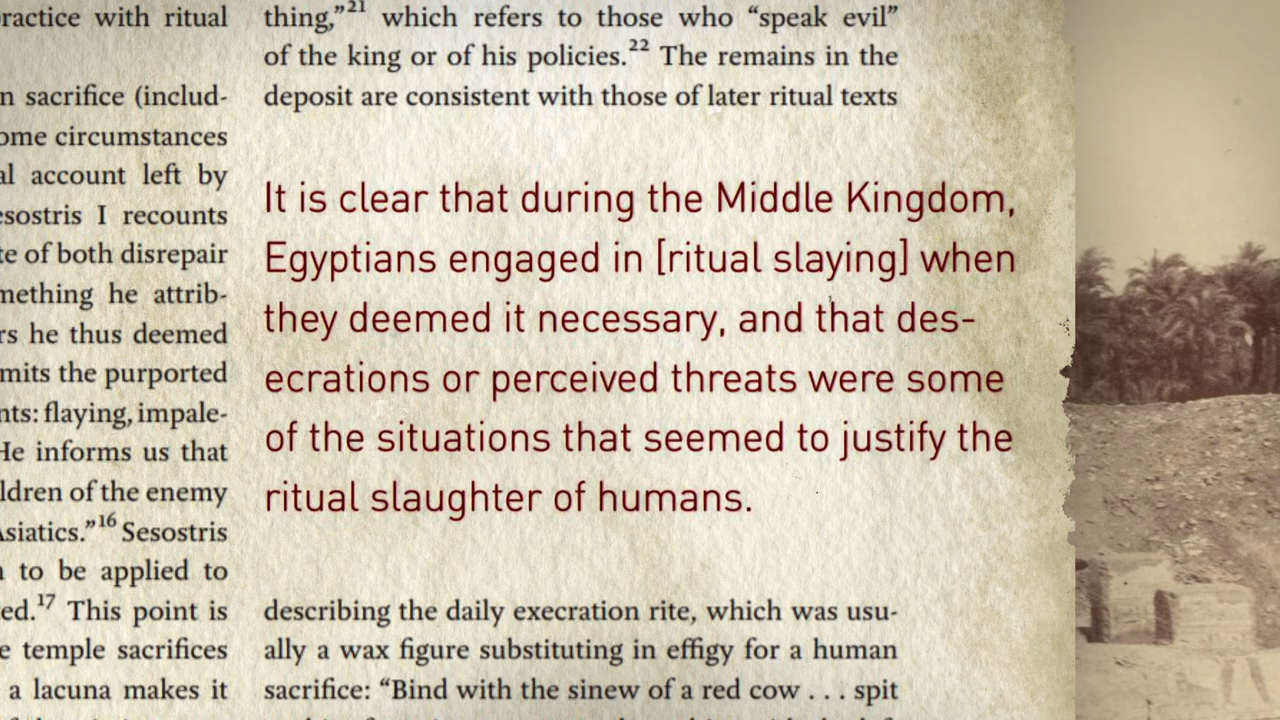 ractice with ritual
n sacrifice (includ-
ome circumstances
al account left by
esostris I recounts
te of both disrepair
mething he attrib-
rs he thus deemed
mits the purported
nts: flaying, impale-
He informs us that
ldren of the enemy
Asiatics.”16 Sesostris
n to be applied to
ed.17 This point is
e temple sacrifices
a lacuna makes it
thing,”21 which refers to those who “speak evil”
of the king or of his policies.22 The remains in the
deposit are consistent with those of later ritual texts
It is clear that during the Middle Kingdom,
Egyptians engaged in [ritual slaying] when
they deemed it necessary, and that des-
ecrations or perceived threats were some
of the situations that seemed to justify the
ritual slaughter of humans.
describing the daily execration rite, which was usu-
ally a wax figure substituting in effigy for a human
sacrifice: “Bind with the sinew of a red cow . . . spit